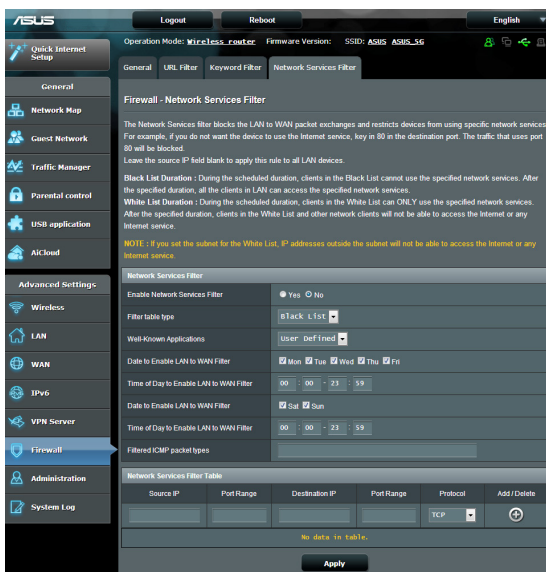 ASUS Logout Reboot English
Operation Mode: Wireless router Firmware Version: SSID: ASUS ASUS_5G
Quick Internet Setup
General URL Filter Keyword Filter Network Services Filter
General
Network Map
Guest Network
Traffic Manager
Parental control
USB application
AiCloud
Advanced Settings
Wireless
LAN
WAN
IPv6
VPN Server
Firewall
Administration
System Log
Firewall - Network Services Filter
The Network Services filter blocks the LAN to WAN packet exchanges and restricts devices from using specific network services.
For example, if you do not want the device to use the Internet service, key in 80 in the destination port. The traffic that uses port
80 will be blocked.
Leave the source IP field blank to apply this rule to all LAN devices.
Black List Duration : During the scheduled duration, clients in the Black List cannot use the specified network services. After
the specified duration, all the clients in LAN can access the specified network services.
White List Duration : During the scheduled duration, clients in the White List can ONLY use the specified network services.
After the specified duration, clients in the White List and other network clients will not be able to access the Internet or any
Internet service.
NOTE : If you set the subnet for the White List, IP addresses outside the subnet will not be able to access the Internet or any
Internet service.
Network Services Filter
Enable Network Services Filter Yes No
Filter table type Black List
Well-Known Applications User Defined
Date to Enable LAN to WAN Filter Mon Tue Wed Thu Fri
Time of Day to Enable LAN to WAN Filter 00 : 00 - 23 : 59
Date to Enable LAN to WAN Filter Sat Sun
Time of Day to Enable LAN to WAN Filter 00 : 00 - 23 : 59
Filtered ICMP packet types
Network Services Filter Table
Source IP Port Range Destination IP Port Range Protocol Add / Delete
TCP
No data in table.
Apply